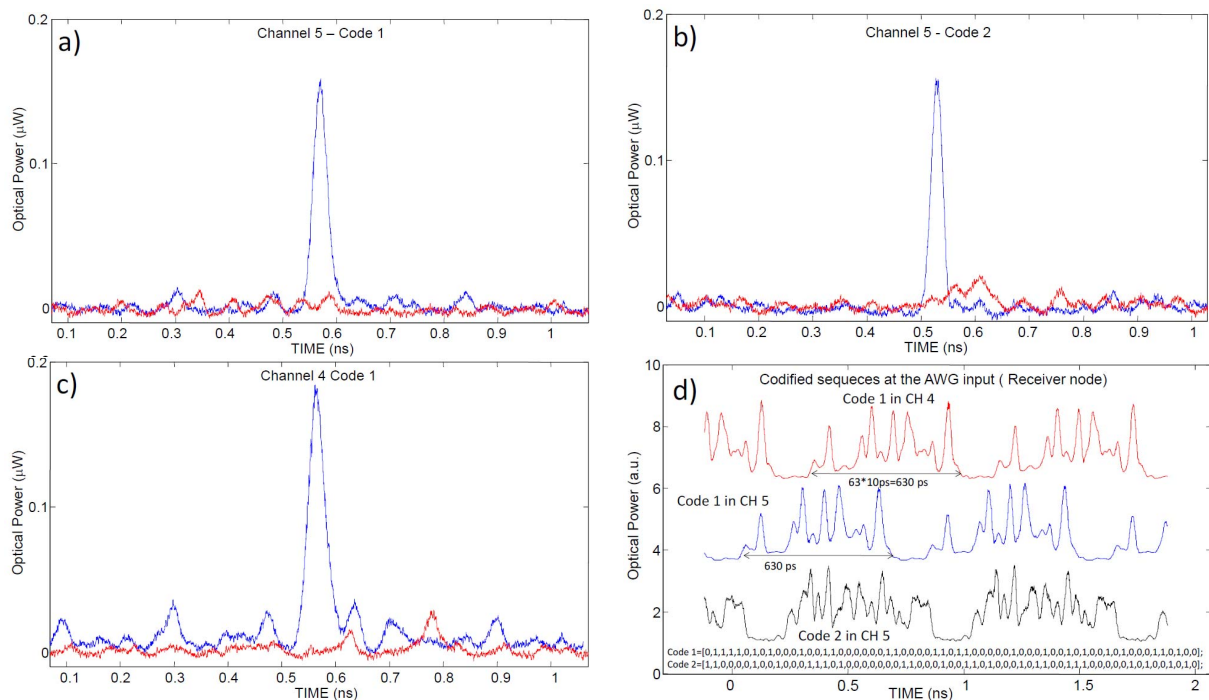 a)
Channel 5 – Code 1
0.2
0.1
0
Optical Power (μW)
0.1 0.2 0.3 0.4 0.5 0.6 0.7 0.8 0.9 1
TIME (ns)
b)
Channel 5 - Code 2
0.2
0.1
0
Optical Power (μW)
0.1 0.2 0.3 0.4 0.5 0.6 0.7 0.8 0.9 1
TIME (ns)
c)
Channel 4 Code 1
0.2
0.1
0
Optical Power (μW)
0.1 0.2 0.3 0.4 0.5 0.6 0.7 0.8 0.9 1
TIME (ns)
d)
Codified sequeces at the AWG input ( Receiver node)
10
8
6
4
2
0
Optical Power (a.u.)
Code 1 in CH 4
63*10ps=630 ps
Code 1 in CH 5
630 ps
Code 2 in CH 5
Code 1=
Code 2=
0 0.5 1 1.5 2
TIME (ns)